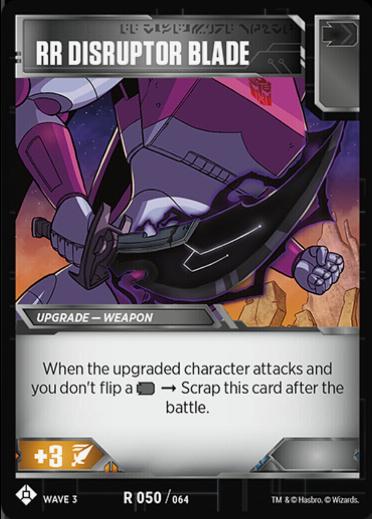 RR DISRUPTOR BLADE
UPGRADE — WEAPON
When the upgraded character attacks and
you don't flip a → Scrap this card after the
battle.
+3
WAVE 3 R 050 / 064 TM & © Hasbro. © Wizards.